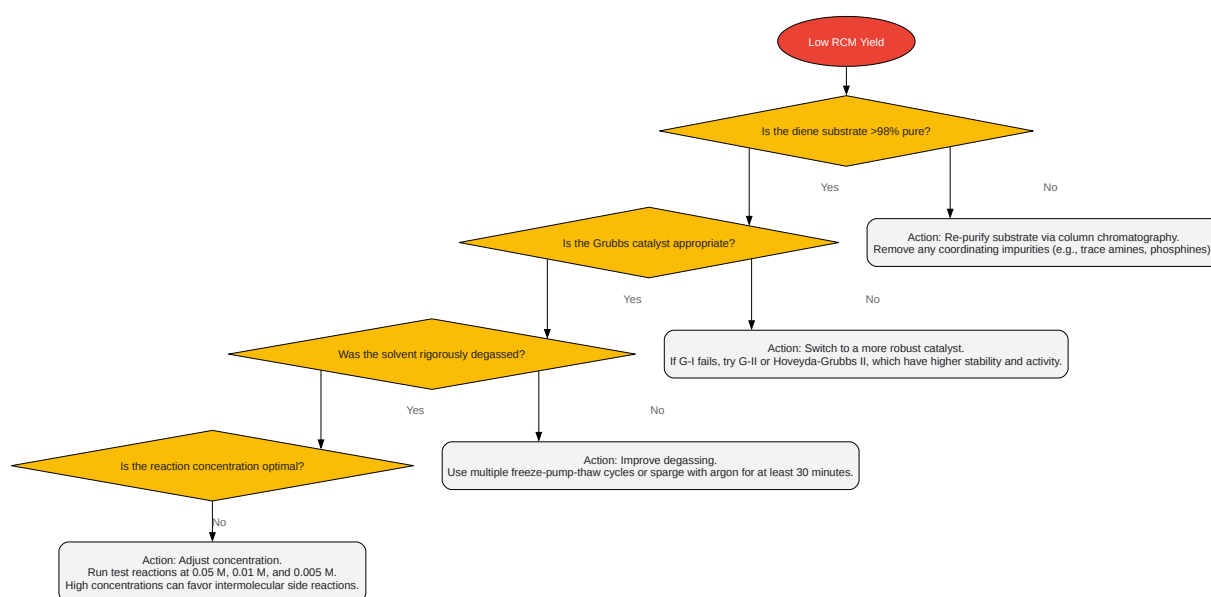 Low RCM Yield
Is the diene substrate >98% pure?
Yes
No
Is the Grubbs catalyst appropriate?
Action: Re-purify substrate via column chromatography.
Remove any coordinating impurities (e.g., trace amines, phosphines)
Yes
No
Was the solvent rigorously degassed?
Action: Switch to a more robust catalyst.
If G-I fails, try G-II or Hoveyda-Grubbs II, which have higher stability and activity.
Yes
No
Is the reaction concentration optimal?
Action: Improve degassing.
Use multiple freeze-pump-thaw cycles or sparge with argon for at least 30 minutes.
No
Action: Adjust concentration.
Run test reactions at 0.05 M, 0.01 M, and 0.005 M.
High concentrations can favor intermolecular side reactions.